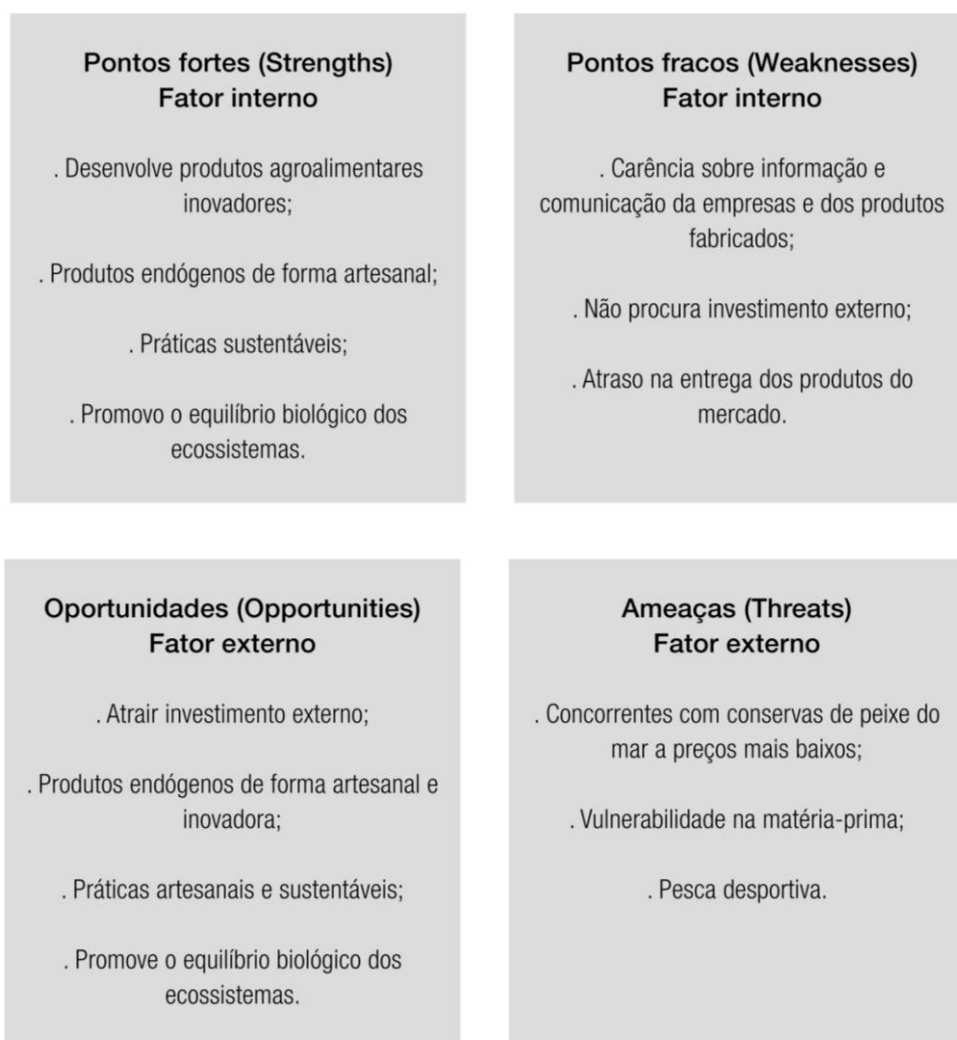 Pontos fortes (Strengths)
Fator interno
. Desenvolve produtos agroalimentares
inovadores;
. Produtos endógenos de forma artesanal;
. Práticas sustentáveis;
. Promovo o equilíbrio biológico dos
ecossistemas.
Pontos fracos (Weaknesses)
Fator interno
. Carência sobre informação e
comunicação da empresas e dos produtos
fabricados;
. Não procura investimento externo;
. Atraso na entrega dos produtos do
mercado.
Oportunidades (Opportunities)
Fator externo
. Atrair investimento externo;
. Produtos endógenos de forma artesanal e
inovadora;
. Práticas artesanais e sustentáveis;
. Promove o equilíbrio biológico dos
ecossistemas.
Ameaças (Threats)
Fator externo
. Concorrentes com conservas de peixe do
mar a preços mais baixos;
. Vulnerabilidade na matéria-prima;
. Pesca desportiva.